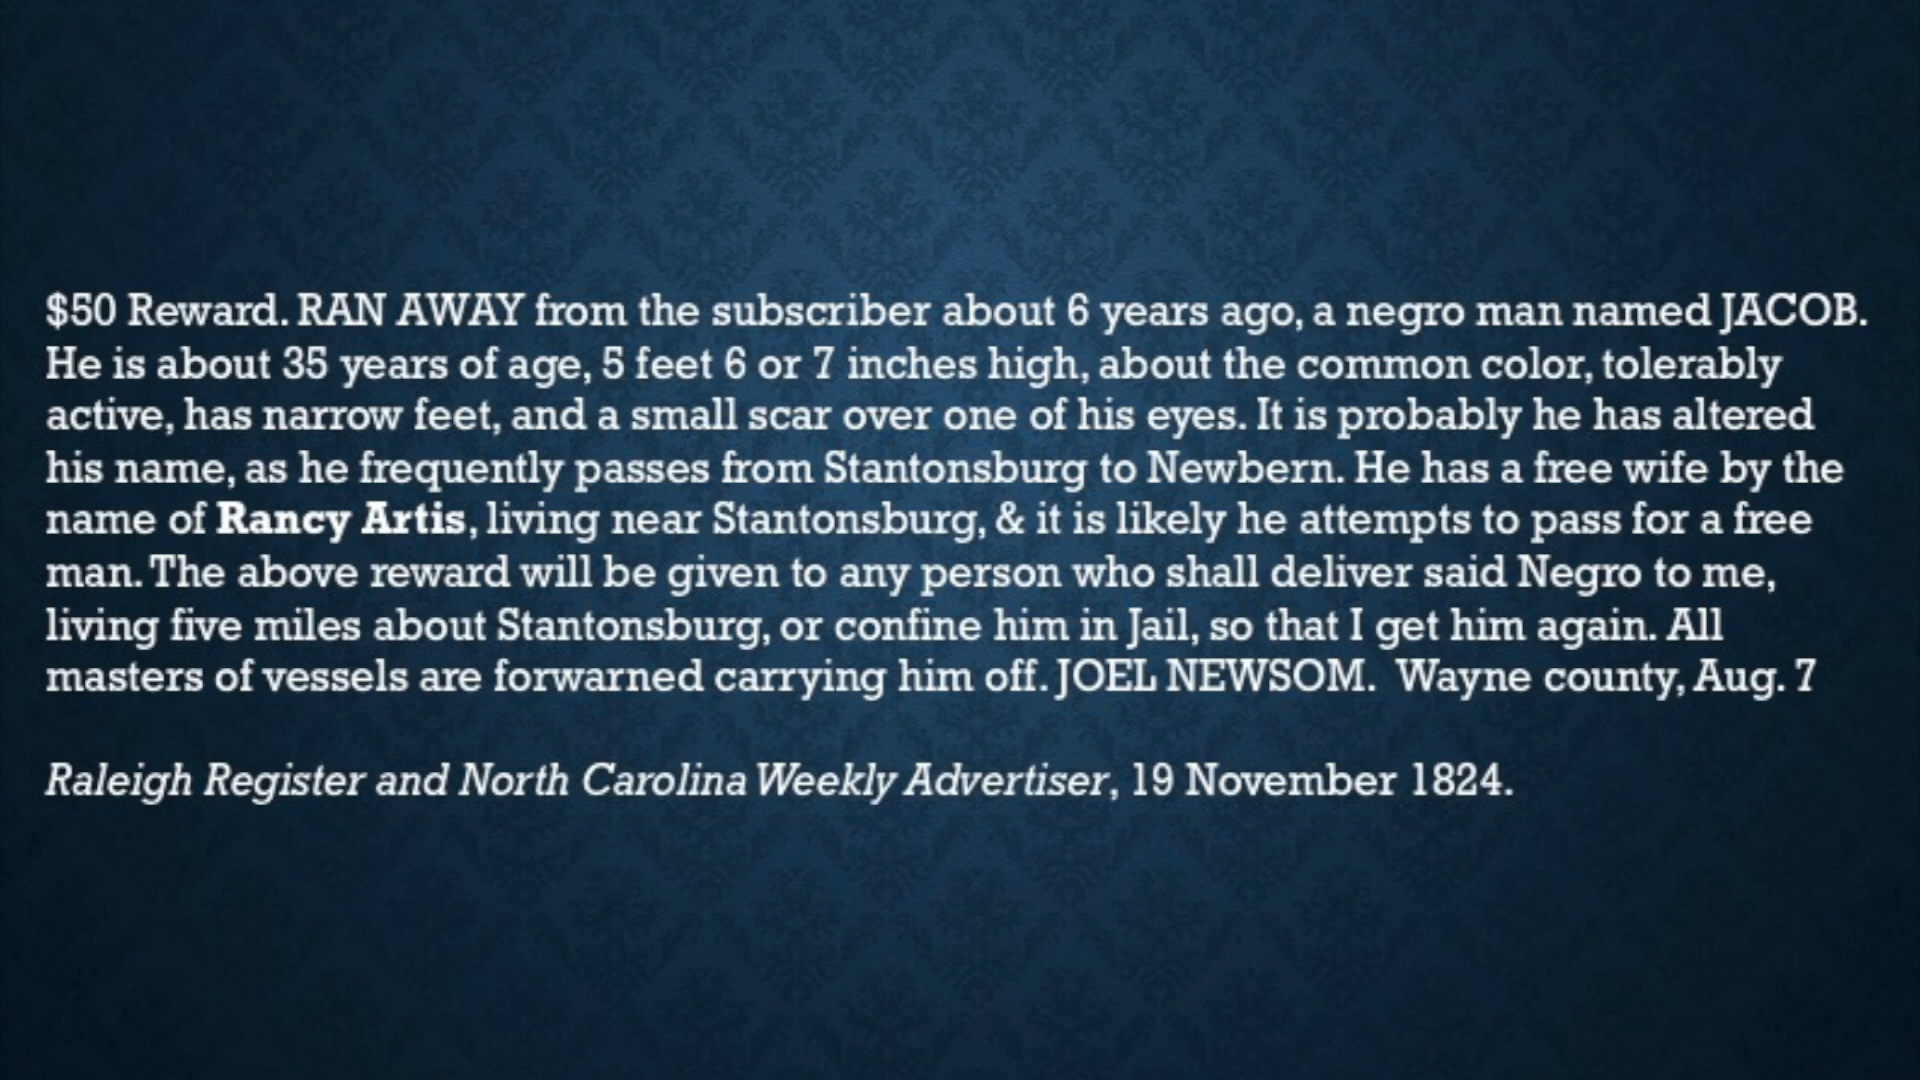 $50 Reward. RAN AWAY from the subscriber about 6 years ago, a negro man named JACOB.
He is about 35 years of age, 5 feet 6 or 7 inches high, about the common color, tolerably
active, has narrow feet, and a small scar over one of his eyes. It is probably he has altered
his name, as he frequently passes from Stantonsburg to Newbern. He has a free wife by the
name of Rancy Artis, living near Stantonsburg, & it is likely he attempts to pass for a free
man. The above reward will be given to any person who shall deliver said Negro to me,
living five miles about Stantonsburg, or confine him in Jail, so that I get him again. All
masters of vessels are forwarned carrying him off. JOEL NEWSOM. Wayne county, Aug. 7
Raleigh Register and North Carolina Weekly Advertiser, 19 November 1824.